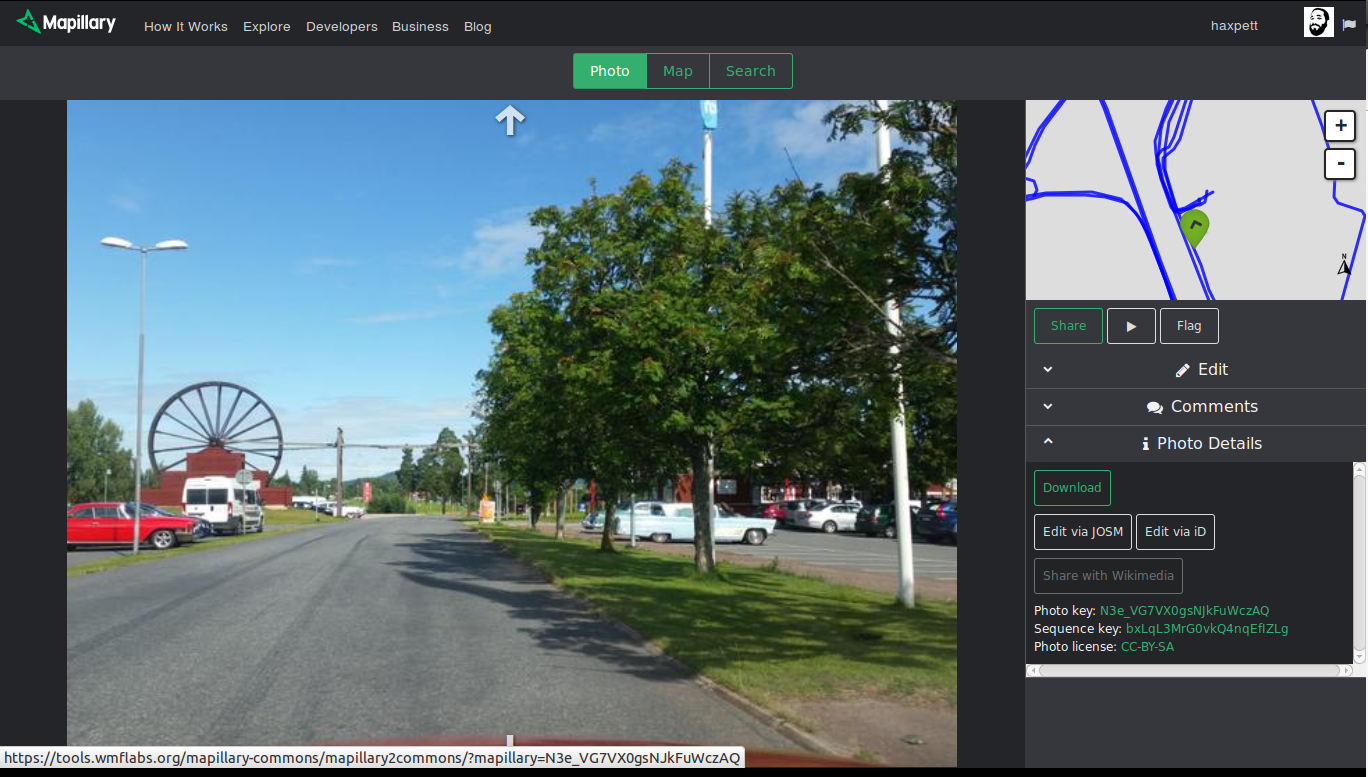 Mapillary
How It Works Explore Developers Business Blog
haxpett
Photo Map Search
+
-
N
Share Flag
Edit
Comments
Photo Details
Download
Edit via JOSM Edit via iD
Share with Wikimedia
Photo key: N3e_VG7VX0gsNJkFuWczAQ
Sequence key: bxLqL3MrG0vkQ4nqEfIZLg
Photo license: CC-BY-SA
https://tools.wmflabs.org/mapillary-commons/mapillary2commons/?mapillary=N3e_VG7VX0gsNJkFuWczAQ